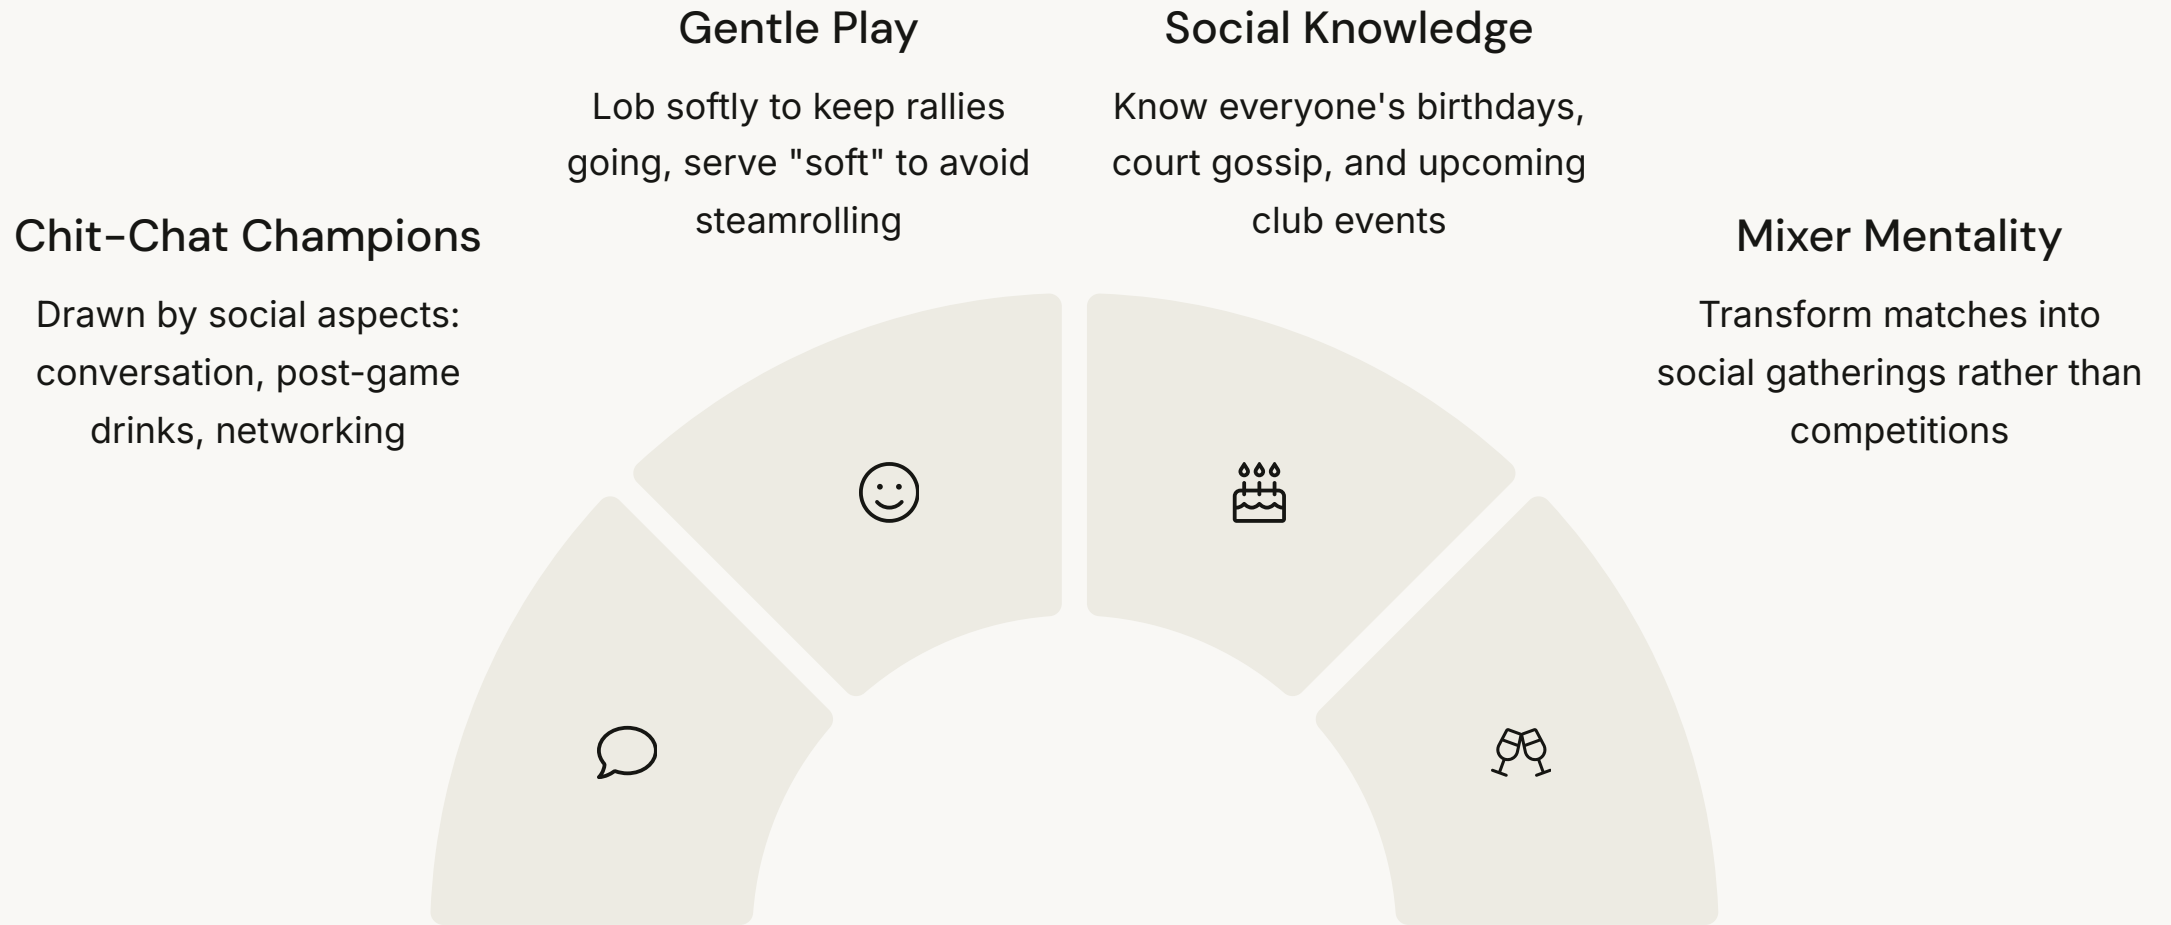 Chit-Chat Champions
Drawn by social aspects:
conversation, post-game
drinks, networking
Gentle Play
Lob softly to keep rallies
going, serve "soft" to avoid
steamrolling
Social Knowledge
Know everyone's birthdays,
court gossip, and upcoming
club events
Mixer Mentality
Transform matches into
social gatherings rather than
competitions